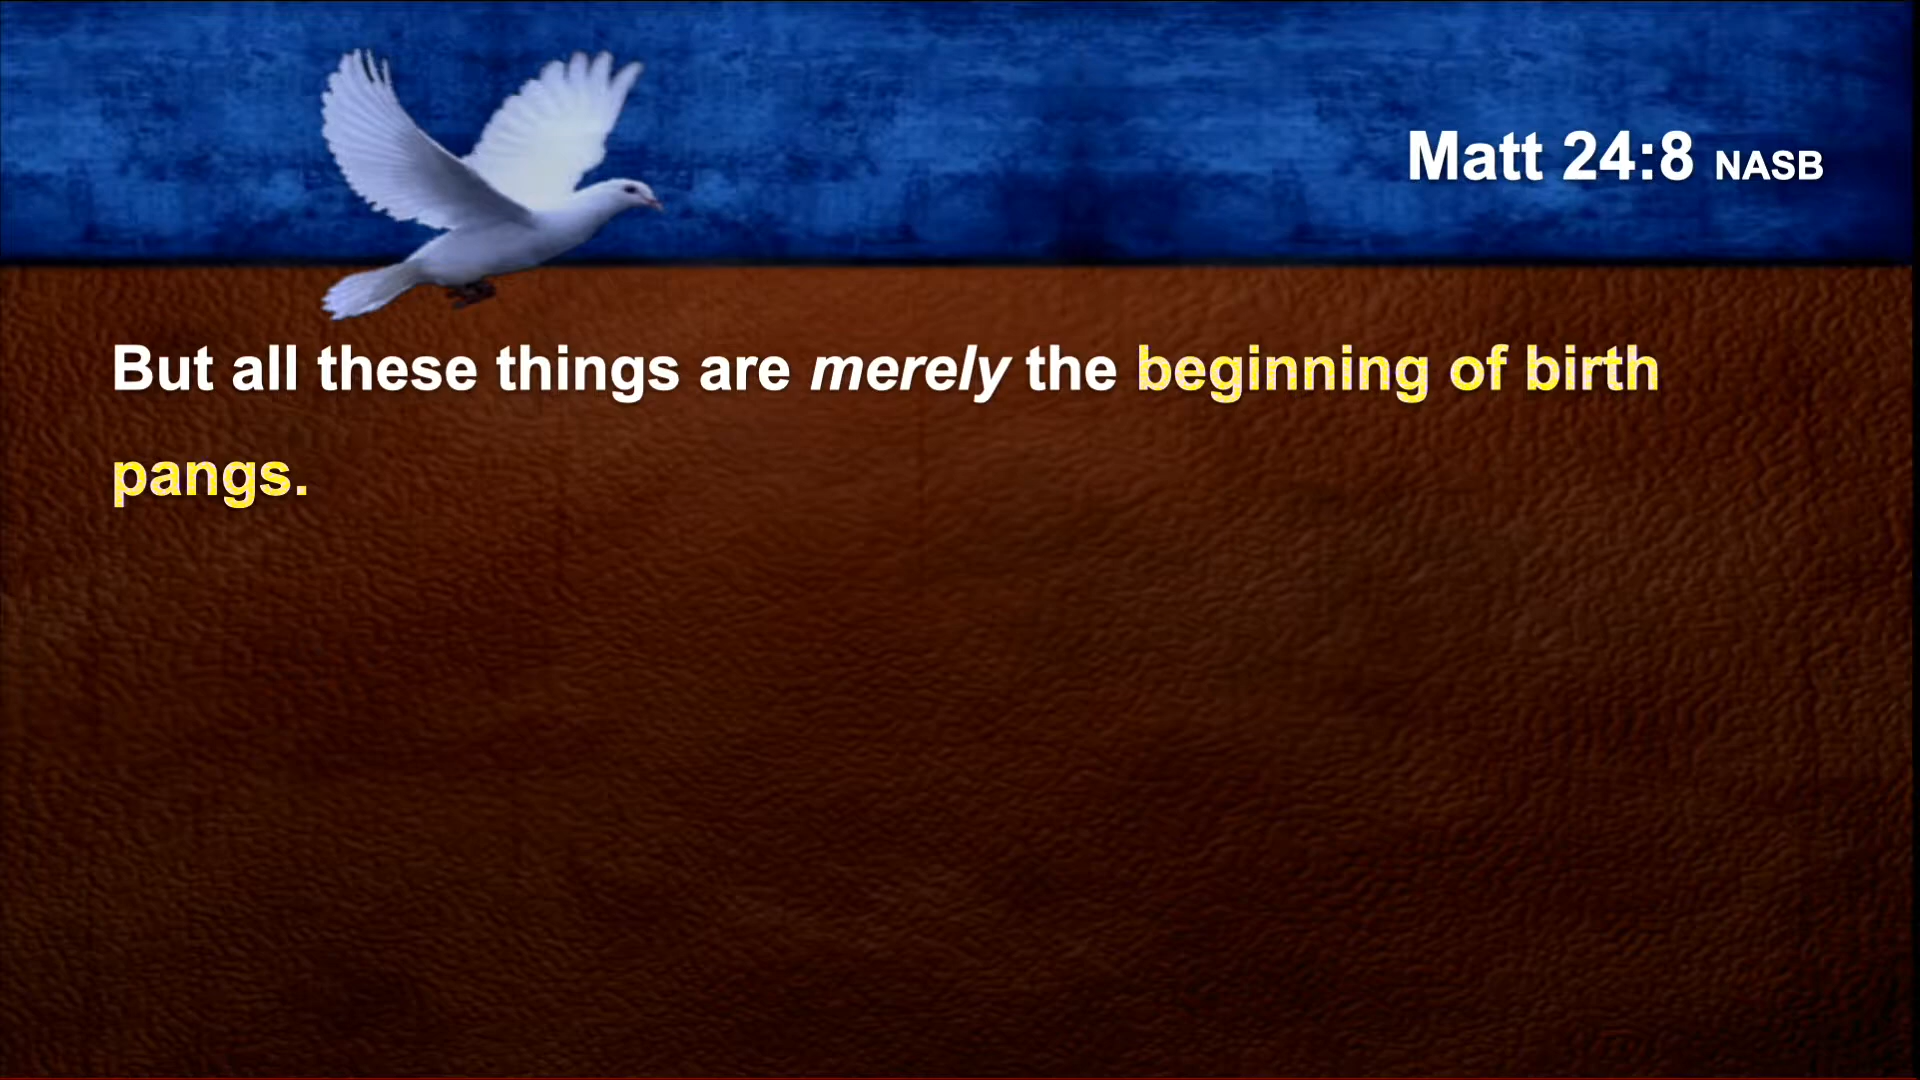 Matt 24:8 NASB
But all these things are merely the beginning of birth
pangs.